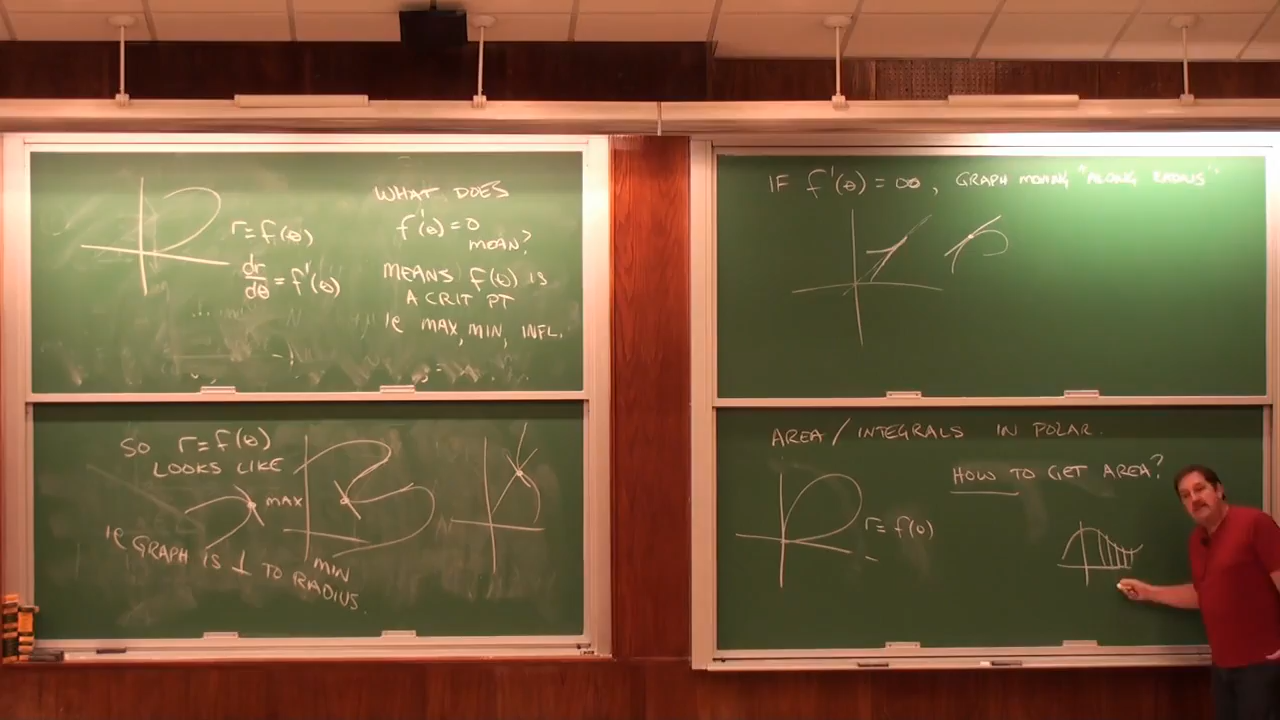 r=f(θ)
dr/dθ = f'(θ)
WHAT DOES
f'(θ)=0
MEAN?
MEANS f(θ) IS
A CRIT PT
IE MAX, MIN, INFL.
SO r=f(θ)
LOOKS LIKE
MAX
MIN
IE GRAPH IS ⊥ TO RADIUS.
IF f'(θ)=∞, GRAPH MOVING "ALONG RADIUS"
AREA/INTEGRALS IN POLAR.
HOW TO GET AREA?
r=f(θ)